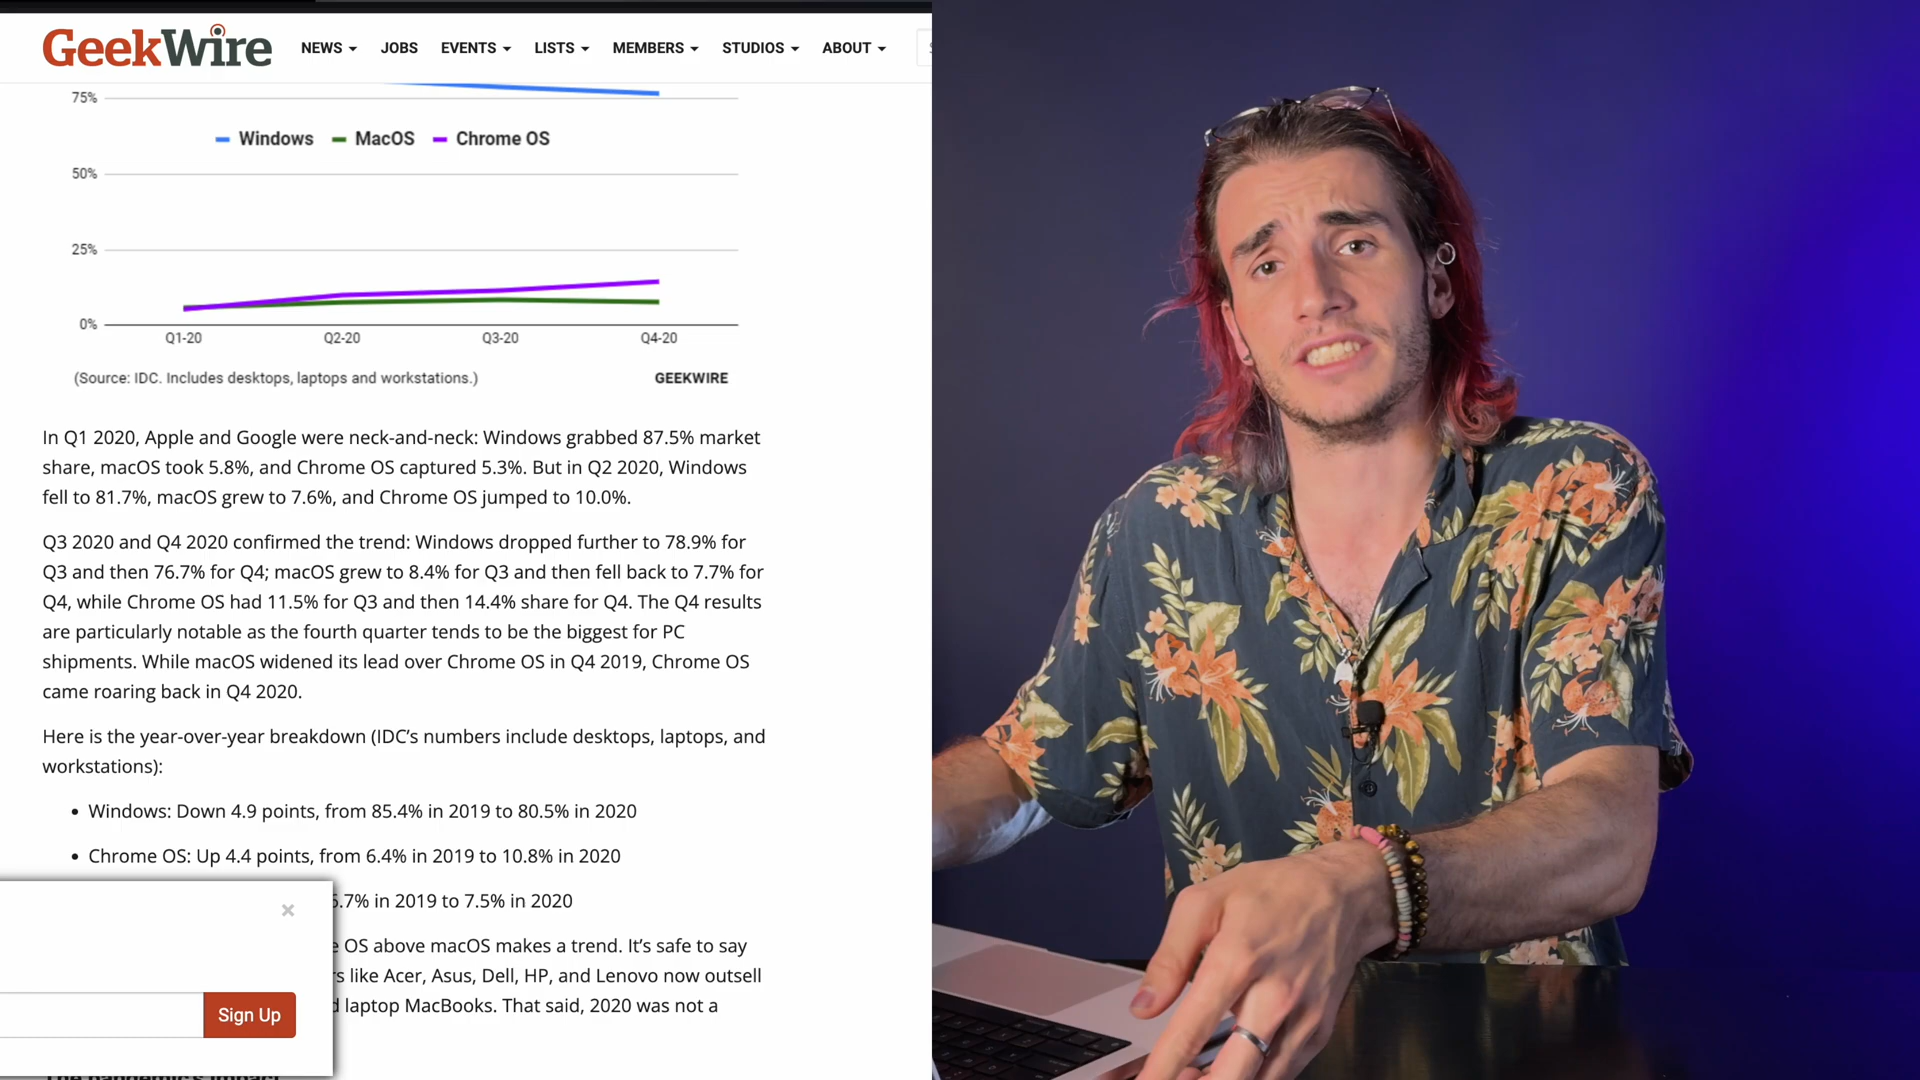 GeekWire NEWS JOBS EVENTS LISTS MEMBERS STUDIOS ABOUT
75%
Windows MacOS Chrome OS
50%
25%
0%
Q1-20 Q2-20 Q3-20 Q4-20
(Source: IDC. Includes desktops, laptops and workstations.) GEEKWIRE
In Q1 2020, Apple and Google were neck-and-neck: Windows grabbed 87.5% market
share, macOS took 5.8%, and Chrome OS captured 5.3%. But in Q2 2020, Windows
fell to 81.7%, macOS grew to 7.6%, and Chrome OS jumped to 10.0%.
Q3 2020 and Q4 2020 confirmed the trend: Windows dropped further to 78.9% for
Q3 and then 76.7% for Q4; macOS grew to 8.4% for Q3 and then fell back to 7.7% for
Q4, while Chrome OS had 11.5% for Q3 and then 14.4% share for Q4. The Q4 results
are particularly notable as the fourth quarter tends to be the biggest for PC
shipments. While macOS widened its lead over Chrome OS in Q4 2019, Chrome OS
came roaring back in Q4 2020.
Here is the year-over-year breakdown (IDC’s numbers include desktops, laptops, and
workstations):
• Windows: Down 4.9 points, from 85.4% in 2019 to 80.5% in 2020
• Chrome OS: Up 4.4 points, from 6.4% in 2019 to 10.8% in 2020
6.7% in 2019 to 7.5% in 2020
OS above macOS makes a trend. It’s safe to say
like Acer, Asus, Dell, HP, and Lenovo now outsell
laptop MacBooks. That said, 2020 was not a
Sign Up
The pandemic’s impact